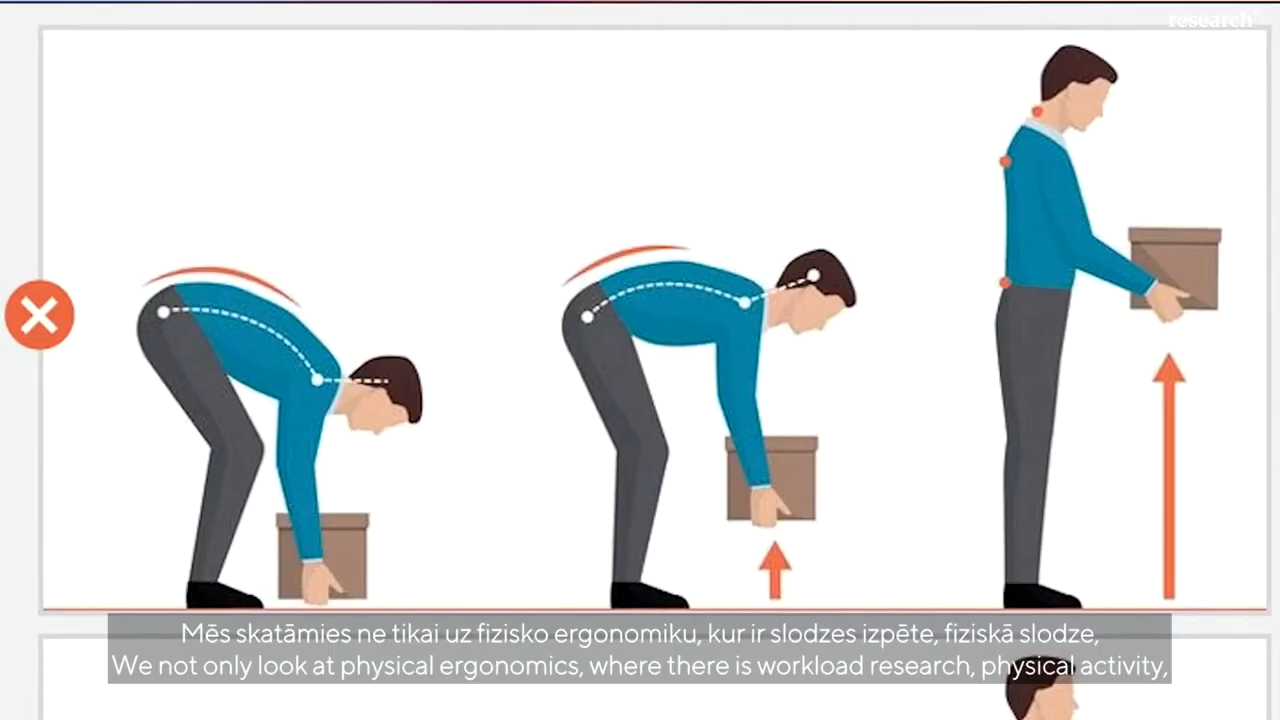 research
Mēs skatāmies ne tikai uz fizisko ergonomiku, kur ir slodzes izpēte, fiziskā slodze,
We not only look at physical ergonomics, where there is workload research, physical activity,